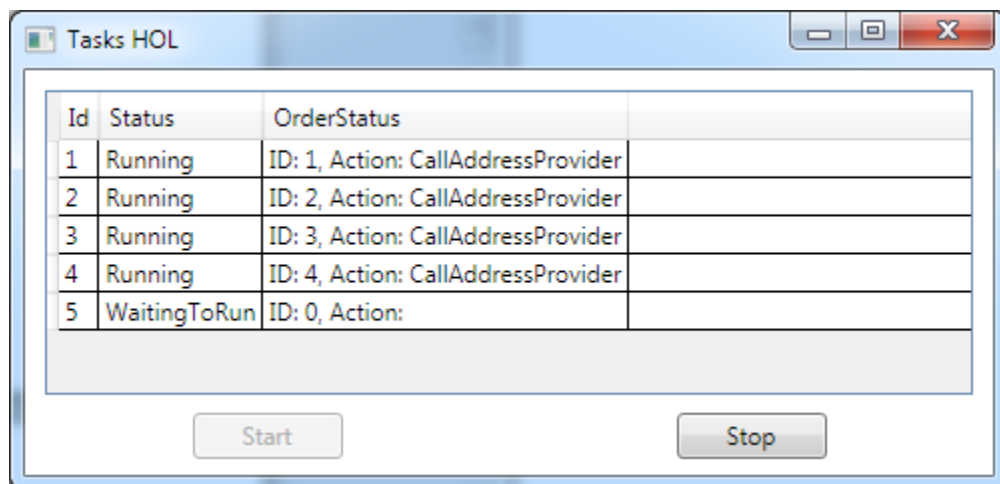 Tasks HOL
Id Status OrderStatus
1 Running ID: 1, Action: CallAddressProvider
2 Running ID: 2, Action: CallAddressProvider
3 Running ID: 3, Action: CallAddressProvider
4 Running ID: 4, Action: CallAddressProvider
5 WaitingToRun ID: 0, Action:
Start Stop